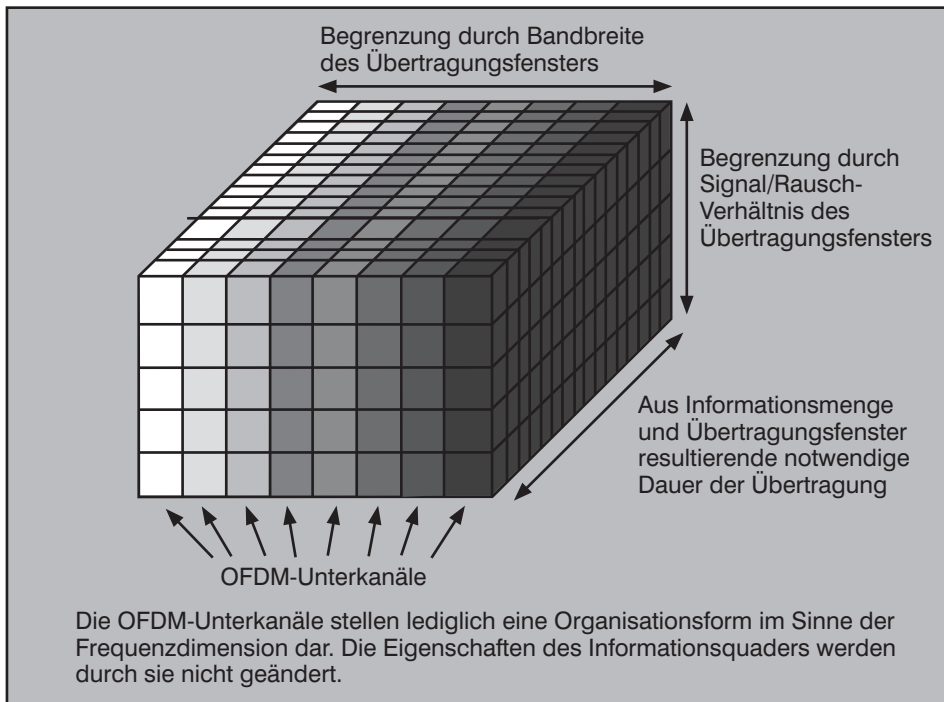 Begrenzung durch Bandbreite
des Übertragungsfensters
Begrenzung durch
Signal/Rausch-
Verhältnis des
Übertragungsfensters
Aus Informationsmenge
und Übertragungsfenster
resultierende notwendige
Dauer der Übertragung
OFDM-Unterkanäle
Die OFDM-Unterkanäle stellen lediglich eine Organisationsform im Sinne der
Frequenzdimension dar. Die Eigenschaften des Informationsquaders werden
durch sie nicht geändert.